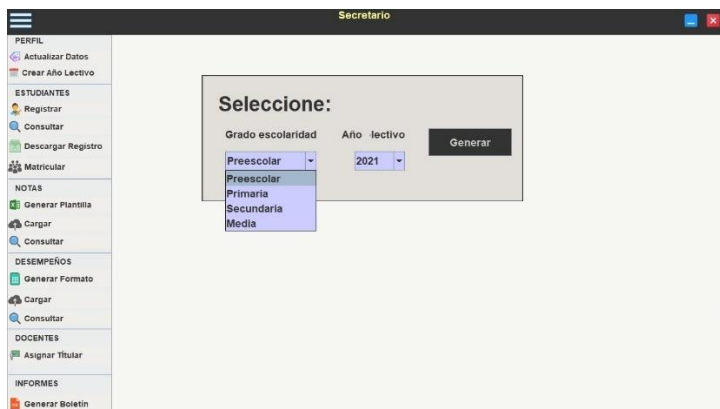 Secretario
PERFIL
Actualizar Datos
Crear Año Lectivo
ESTUDIANTES
Registrar
Consultar
Descargar Registro
Matricular
NOTAS
Generar Plantilla
Cargar
Consultar
DESEMPEÑOS
Generar Formato
Cargar
Consultar
DOCENTES
Asignar Titular
INFORMES
Generar Boletín
Seleccione:
Grado escolaridad
Año lectivo
Generar
Preescolar
2021
Preescolar
Primaria
Secundaria
Media